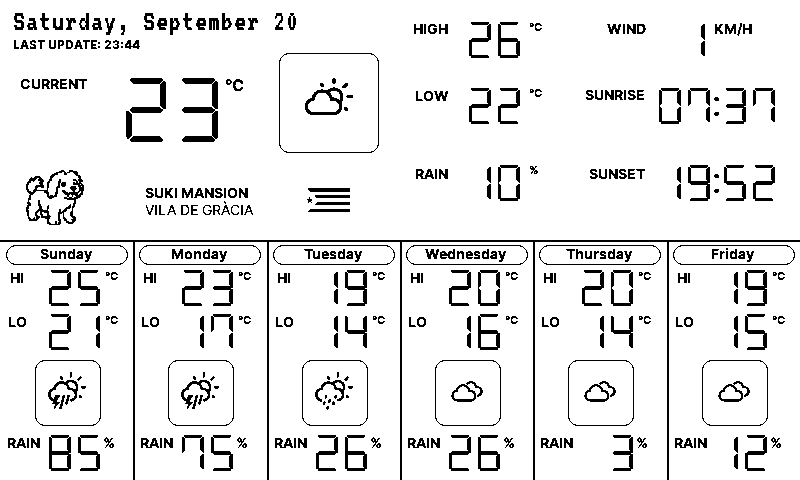 Saturday, September 20
LAST UPDATE: 23:44
CURRENT 23 °C
HIGH 26 °C
LOW 22 °C
RAIN 10 %
WIND 1 KM/H
SUNRISE 07:37
SUNSET 19:52
SUKI MANSION
VILA DE GRÀCIA
Sunday
HI 25 °C
LO 21 °C
RAIN 85 %
Monday
HI 23 °C
LO 17 °C
RAIN 75 %
Tuesday
HI 19 °C
LO 14 °C
RAIN 26 %
Wednesday
HI 20 °C
LO 16 °C
RAIN 26 %
Thursday
HI 20 °C
LO 14 °C
RAIN 3 %
Friday
HI 19 °C
LO 15 °C
RAIN 12 %